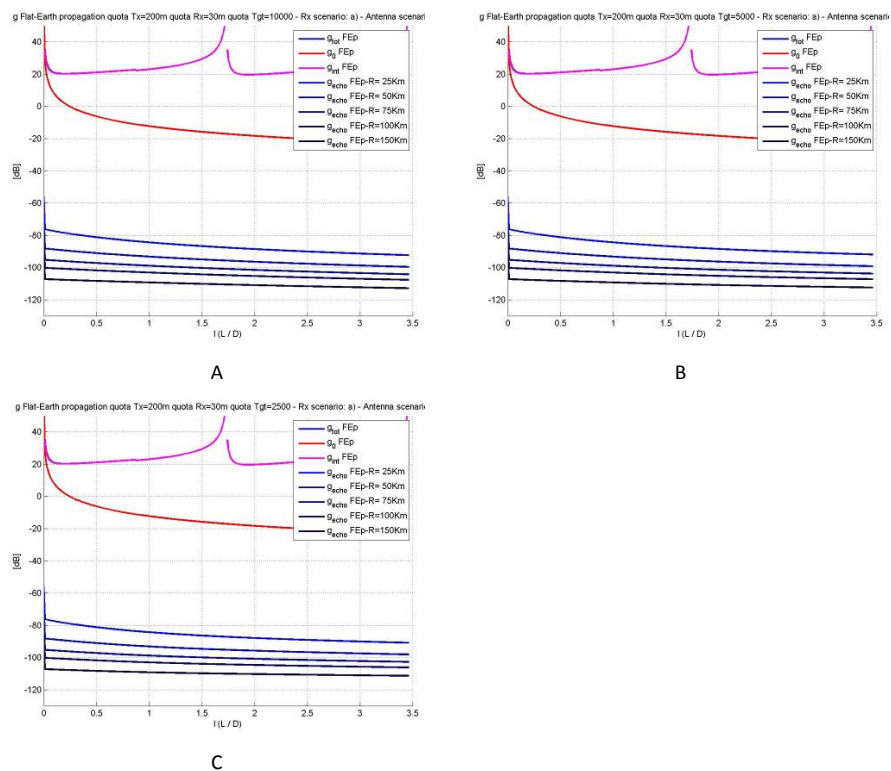 g Flat-Earth propagation quota Tx=200m quota Rx=30m quota Tgt=10000 - Rx scenario: a) - Antenna scenari
g_tot FEp
g_g FEp
g_int FEp
g_echo FEp-R= 25Km
g_echo FEp-R= 50Km
g_echo FEp-R= 75Km
g_echo FEp-R=100Km
g_echo FEp-R=150Km
[dB]
40
20
0
-20
-40
-60
-80
-100
-120
0 0.5 1 1.5 2 2.5 3 3.5
l (L / D)
A
g Flat-Earth propagation quota Tx=200m quota Rx=30m quota Tgt=5000 - Rx scenario: a) - Antenna scenari
g_tot FEp
g_g FEp
g_int FEp
g_echo FEp-R= 25Km
g_echo FEp-R= 50Km
g_echo FEp-R= 75Km
g_echo FEp-R=100Km
g_echo FEp-R=150Km
[dB]
40
20
0
-20
-40
-60
-80
-100
-120
0 0.5 1 1.5 2 2.5 3 3.5
l (L / D)
B
g Flat-Earth propagation quota Tx=200m quota Rx=30m quota Tgt=2500 - Rx scenario: a) - Antenna scenari
g_tot FEp
g_g FEp
g_int FEp
g_echo FEp-R= 25Km
g_echo FEp-R= 50Km
g_echo FEp-R= 75Km
g_echo FEp-R=100Km
g_echo FEp-R=150Km
[dB]
40
20
0
-20
-40
-60
-80
-100
-120
0 0.5 1 1.5 2 2.5 3 3.5
l (L / D)
C